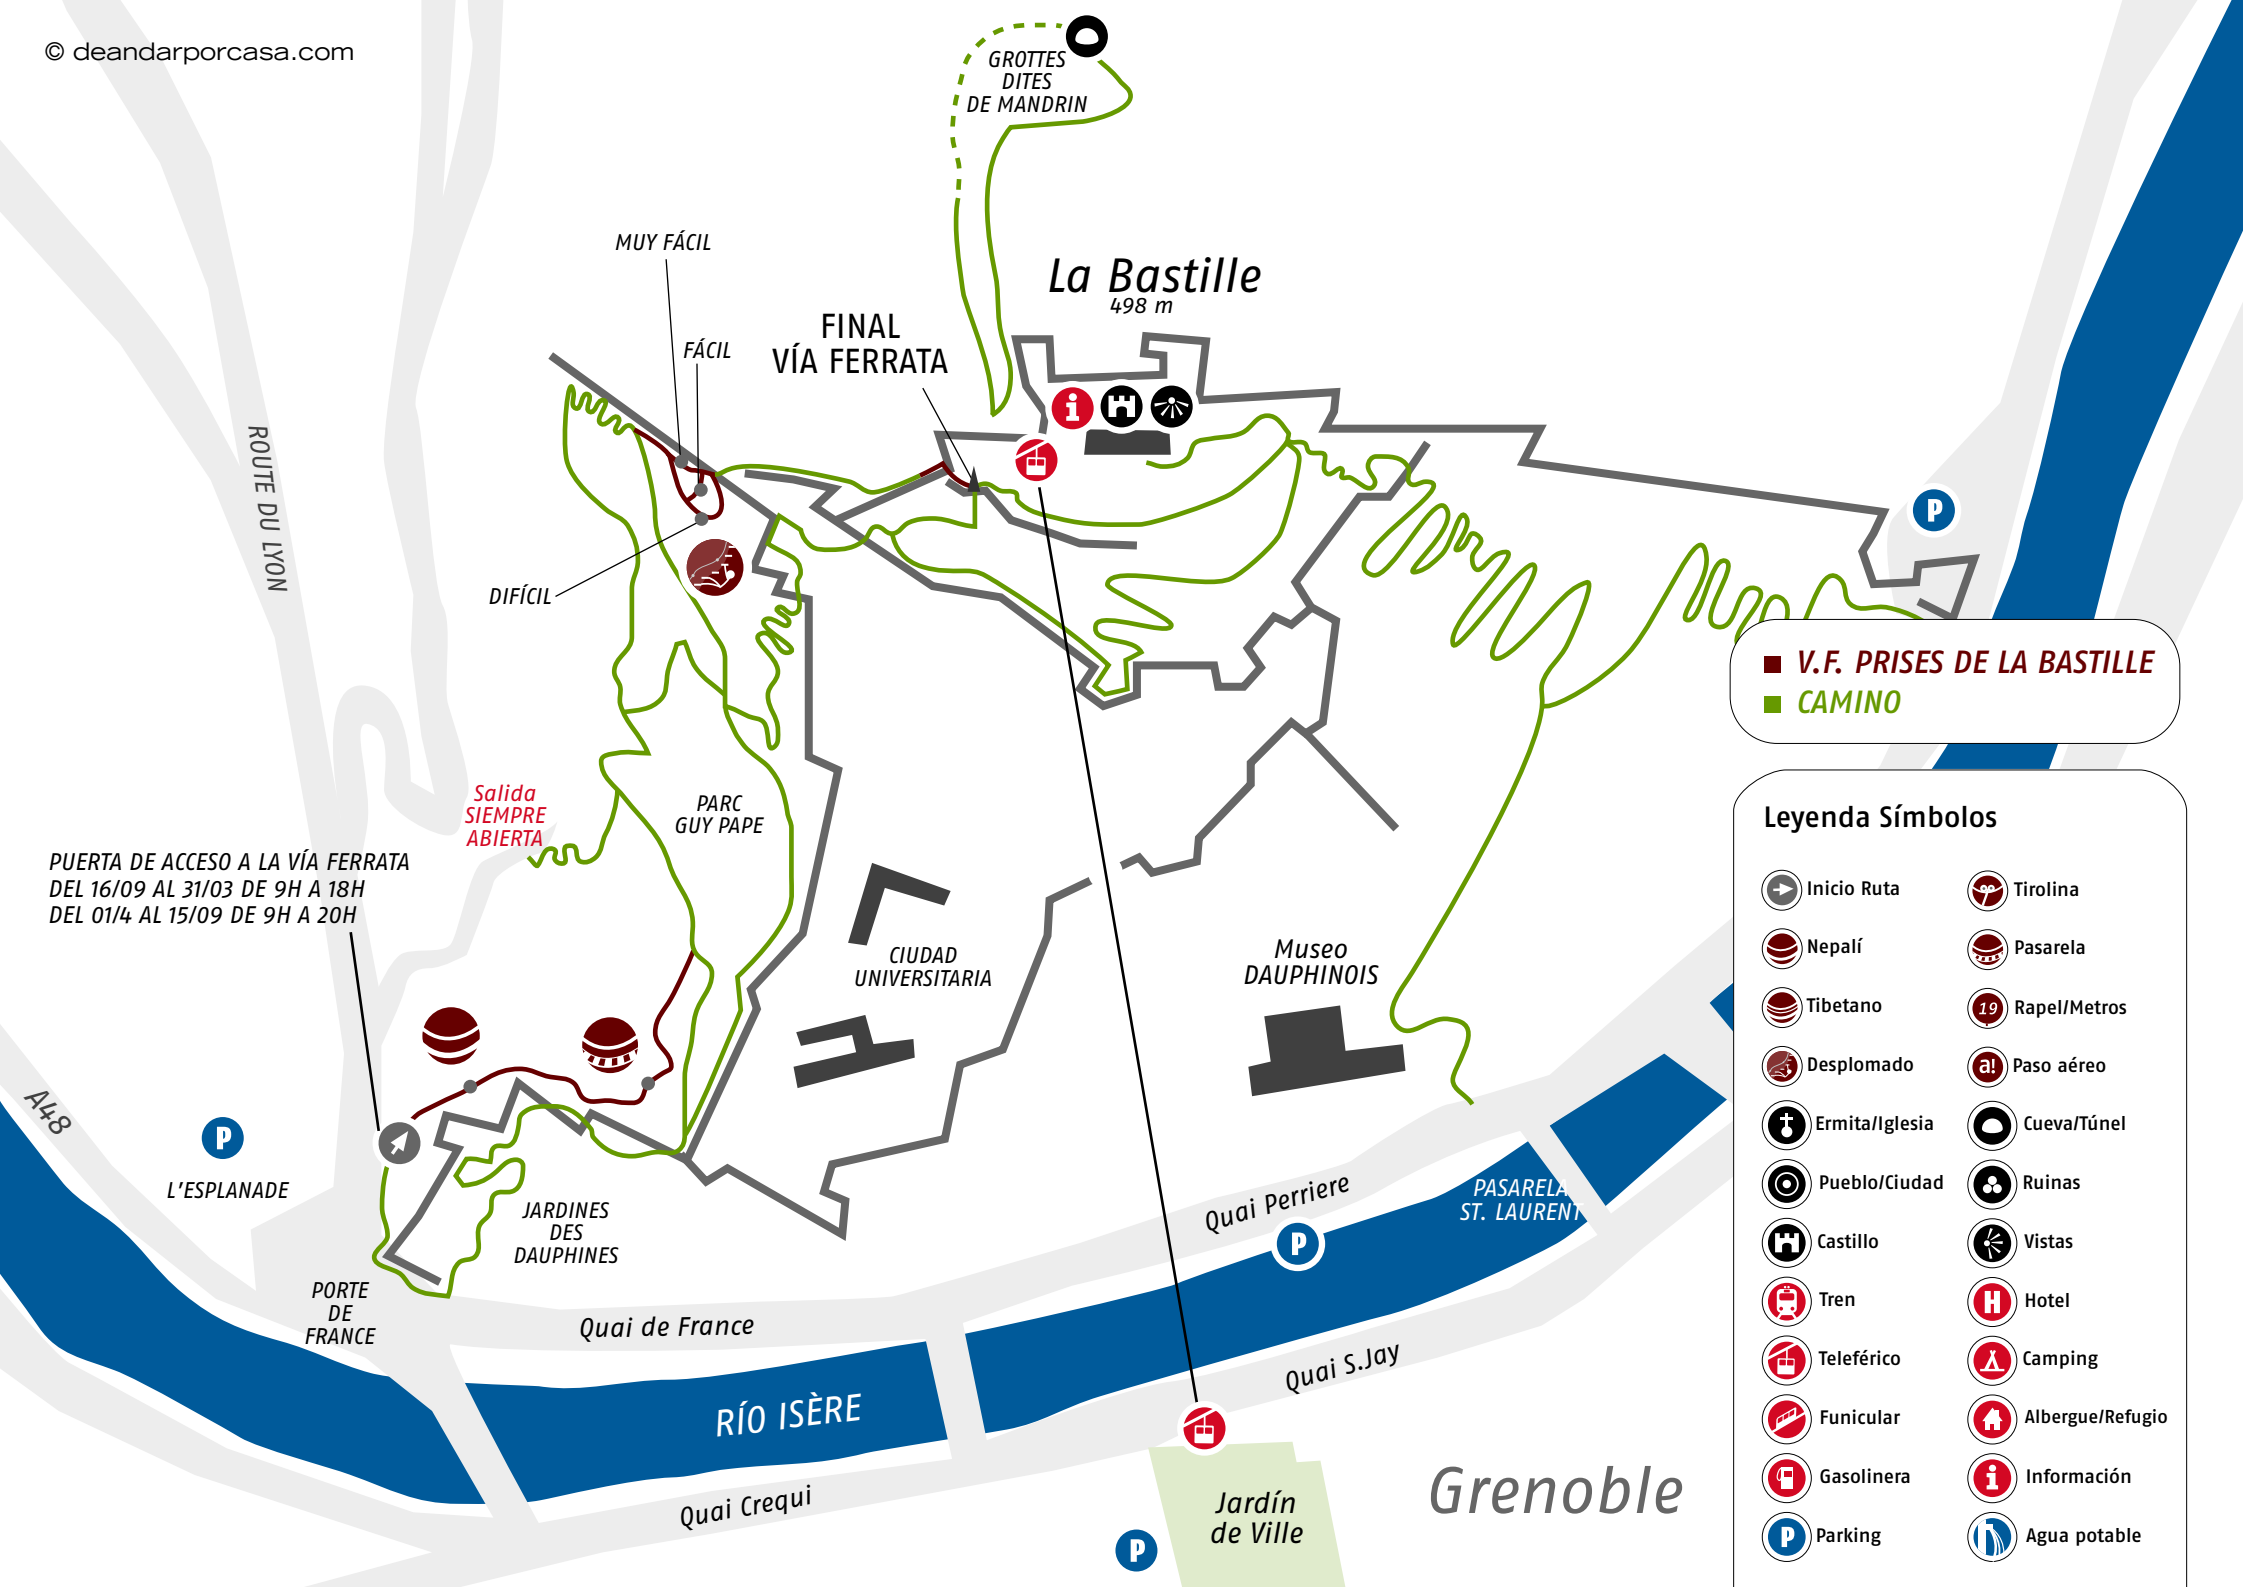 © deandarporcasa.com
GROTTES
DITES
DE MANDRIN
MUY FÁCIL
La Bastille
498 m
FINAL
VÍA FERRATA
FÁCIL
ROUTE DU LYON
P
DIFÍCIL
V.F. PRISES DE LA BASTILLE
CAMINO
Salida
SIEMPRE
ABIERTA
PARC
GUY PAPE
PUERTA DE ACCESO A LA VÍA FERRATA
DEL 16/09 AL 31/03 DE 9H A 18H
DEL 01/4 AL 15/09 DE 9H A 20H
CIUDAD
UNIVERSITARIA
Museo
DAUPHINOIS
A48
P
L'ESPLANADE
JARDINES
DES
DAUPHINES
PORTE
DE
FRANCE
Quai Perriere
P
PASARELA
ST. LAURENT
Quai de France
RÍO ISÈRE
Quai S.Jay
Quai Crequi
P
Jardín
de Ville
Grenoble
Leyenda Símbolos
Inicio Ruta
Tirolina
Nepalí
Pasarela
Tibetano
19 Rapel/Metros
Desplomado
a! Paso aéreo
Ermita/Iglesia
Cueva/Túnel
Pueblo/Ciudad
Ruinas
Castillo
Vistas
Tren
H Hotel
Teleférico
Camping
Funicular
Albergue/Refugio
Gasolinera
i Información
P Parking
Agua potable